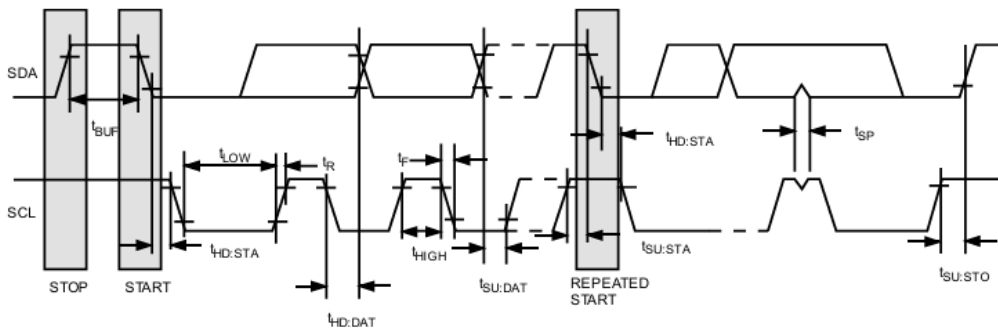 SDA
tBUF
tHD:STA
tSP
tLOW
tR
tF
SCL
tHD:STA
tHIGH
tSU:STA
tSU:DAT
tSU:STO
STOP
START
REPEATED
START
tHD:DAT